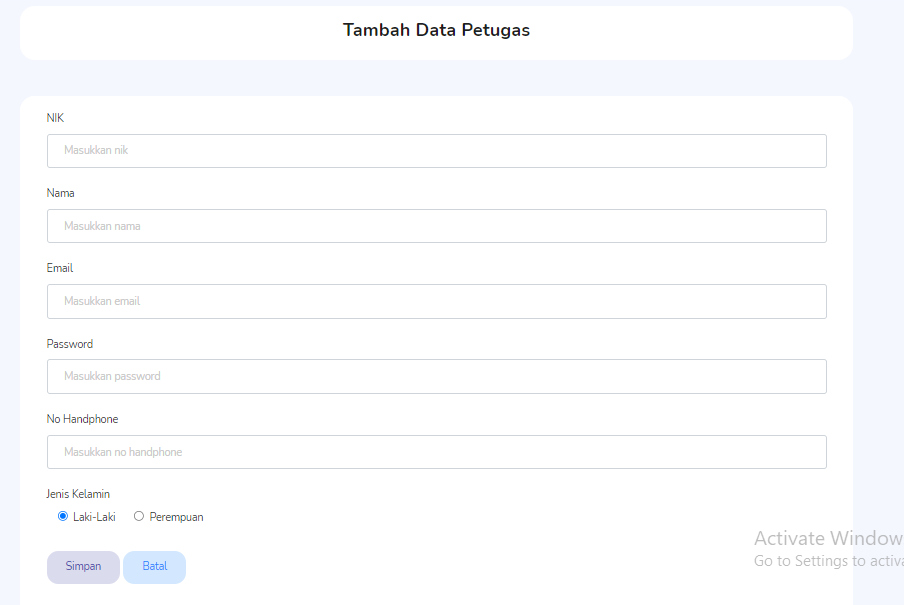 Tambah Data Petugas
NIK
Masukkan nik
Nama
Masukkan nama
Email
Masukkan email
Password
Masukkan password
No Handphone
Masukkan no handphone
Jenis Kelamin
Laki-Laki Perempuan
Activate Window
Go to Settings to activa
Simpan Batal